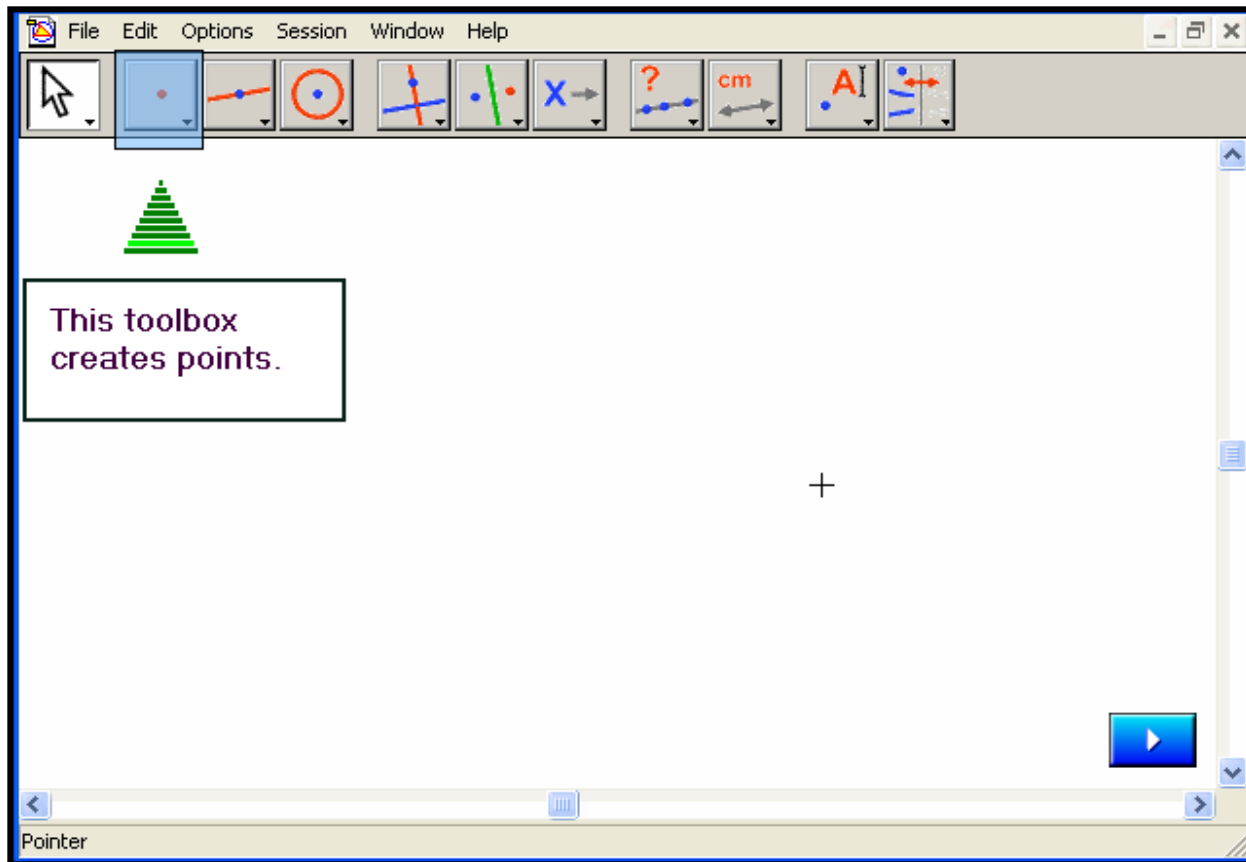 File Edit Options Session Window Help
? cm A
X
This toolbox
creates points.
Pointer